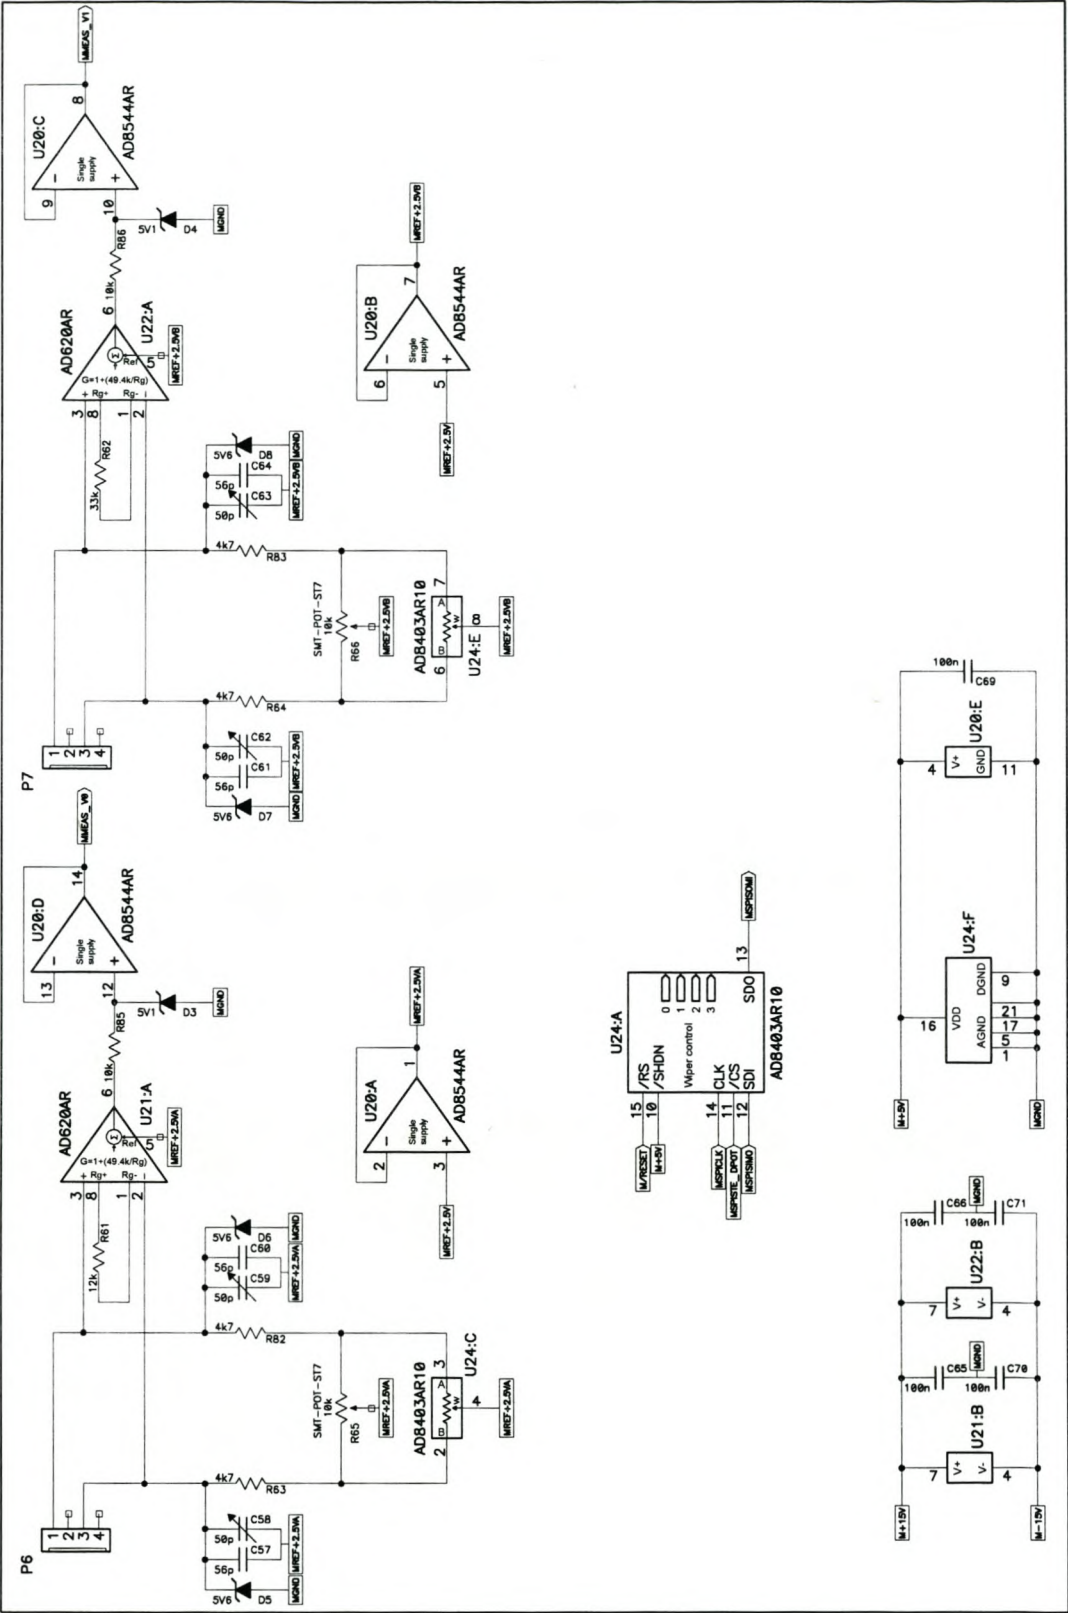 P6
1
2
3
4
5V6
D5
56p
C57
50p
C58
MGND
MREF+2.5VA
4k7
R63
SMT-POT-ST7
10k
R65
MREF+2.5VA
AD8403AR10
2
B
A
W
3
4
U24:C
MREF+2.5VA
4k7
R82
50p
C59
56p
C60
5V6
D6
MREF+2.5VA
MGND
12k
R61
3
8
1
2
+
Rg+
Rg-
−
G=1+(49.4k/Rg)
Σ
Ref
5
AD620AR
U21:A
MREF+2.5VA
6
10k
R85
5V1
D3
MGND
13
12
−
+
Single
supply
U20:D
AD8544AR
14
MMEAS_V0
MREF+2.5V
2
3
−
+
Single
supply
U20:A
AD8544AR
1
MREF+2.5VA
P7
1
2
3
4
5V6
D7
56p
C61
50p
C62
MGND
MREF+2.5VB
4k7
R64
SMT-POT-ST7
10k
R66
MREF+2.5VB
AD8403AR10
6
B
A
W
7
8
U24:E
MREF+2.5VB
4k7
R83
50p
C63
56p
C64
5V6
D8
MREF+2.5VB
MGND
33k
R62
3
8
1
2
+
Rg+
Rg-
−
G=1+(49.4k/Rg)
Σ
Ref
5
AD620AR
U22:A
MREF+2.5VB
6
10k
R86
5V1
D4
MGND
9
10
−
+
Single
supply
U20:C
AD8544AR
8
MMEAS_V1
MREF+2.5V
6
5
−
+
Single
supply
U20:B
AD8544AR
7
MREF+2.5VB
U24:A
M/RESET
15
/RS
M+5V
10
/SHDN
Wiper control
0
1
2
3
MSPICLK
14
CLK
MSPISTE_DPOT
11
/CS
MSPISIMO
12
SDI
SDO
13
MSPISOMI
AD8403AR10
M+15V
M-15V
7
V+
V-
4
U21:B
100n
C65
MGND
100n
C70
7
V+
V-
4
U22:B
100n
C66
MGND
100n
C71
M+5V
MGND
16
VDD
AGND
DGND
1
5
17
21
9
U24:F
4
V+
GND
11
U20:E
100n
C69